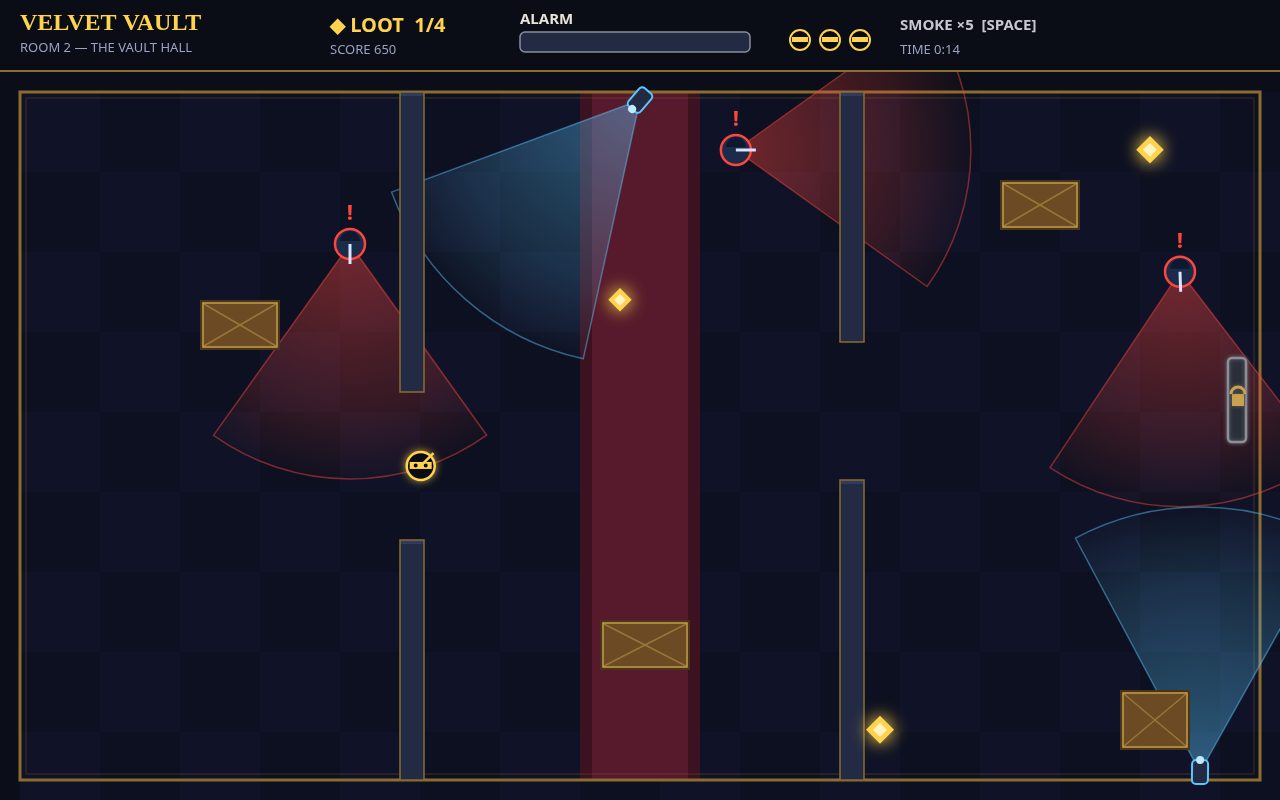 VELVET VAULT
ROOM 2 — THE VAULT HALL
◆ LOOT 1/4
SCORE 650
ALARM
SMOKE ×5 [SPACE]
TIME 0:14
!
!
!